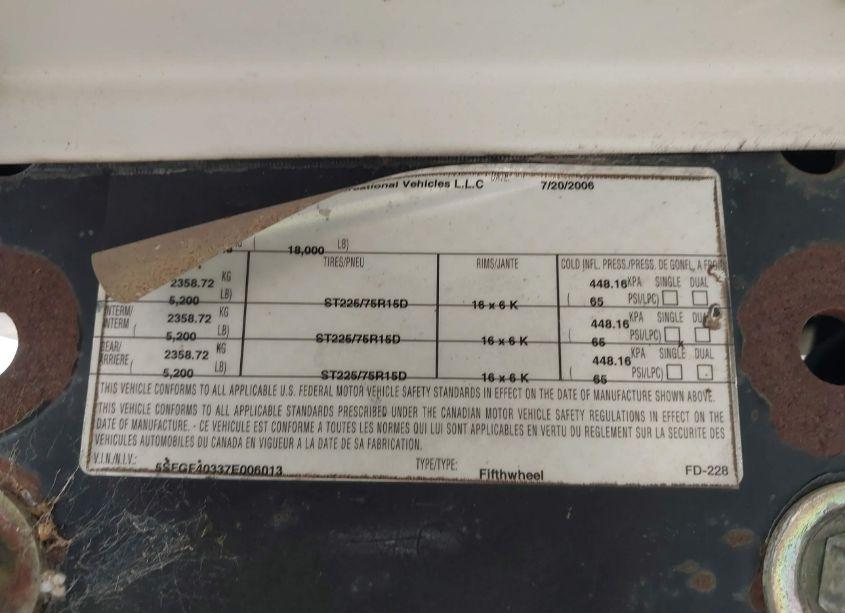 ational Vehicles L.L.C DATE: 7/20/2006
18,000 LB)
TIRES/PNEU RIMS/JANTE COLD INFL. PRESS./PRESS. DE GONFL. A FROID
2358.72 KG 448.16 KPA SINGLE DUAL
5,200 LB) ST225/75R15D 16 x 6 K ( 65 PSI/LPC)
INTERM/ 2358.72 KG 448.16 KPA SINGLE DUAL
INTERM 5,200 LB) ST225/75R15D 16 x 6 K ( 65 PSI/LPC)
REAR/ 2358.72 KG 448.16 KPA SINGLE DUAL
ARRIERE 5,200 LB) ST225/75R15D 16 x 6 K ( 65 PSI/LPC)
THIS VEHICLE CONFORMS TO ALL APPLICABLE U.S. FEDERAL MOTOR VEHICLE SAFETY STANDARDS IN EFFECT ON THE DATE OF MANUFACTURE SHOWN ABOVE.
THIS VEHICLE CONFORMS TO ALL APPLICABLE STANDARDS PRESCRIBED UNDER THE CANADIAN MOTOR VEHICLE SAFETY REGULATIONS IN EFFECT ON THE
DATE OF MANUFACTURE. - CE VEHICULE EST CONFORME A TOUTES LES NORMES QUI LUI SONT APPLICABLES EN VERTU DU REGLEMENT SUR LA SECURITE DES
VEHICULES AUTOMOBILES DU CANADA EN VIGUEUR A LA DATE DE SA FABRICATION.
V.I.N./N.I.V.: 5SFGF40337E006013 TYPE/TYPE: Fifthwheel FD-228